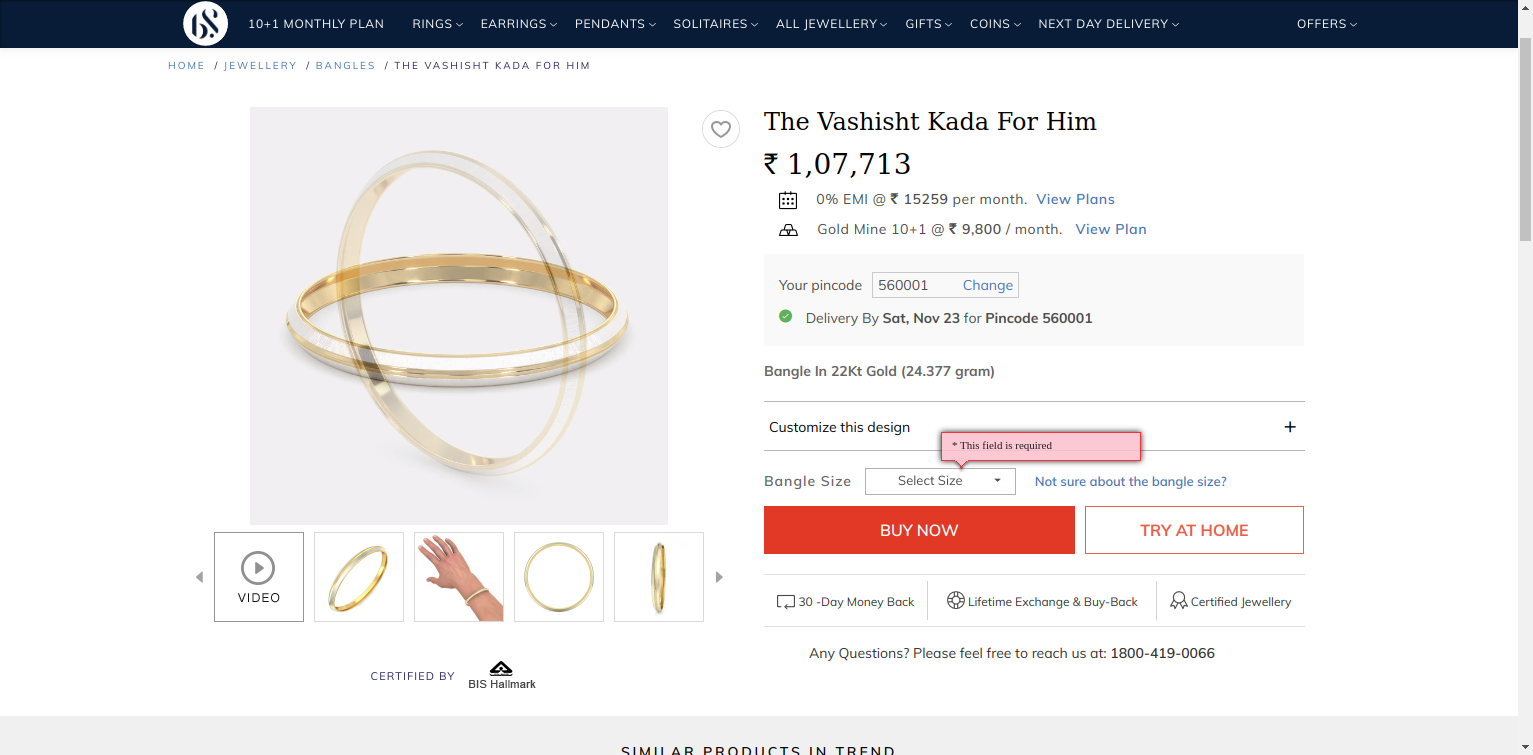 BS
10+1 MONTHLY PLAN RINGS EARRINGS PENDANTS SOLITAIRES ALL JEWELLERY GIFTS COINS NEXT DAY DELIVERY OFFERS
HOME / JEWELLERY / BANGLES / THE VASHISHT KADA FOR HIM
The Vashisht Kada For Him
₹ 1,07,713
0% EMI @ ₹ 15259 per month. View Plans
Gold Mine 10+1 @ ₹ 9,800 / month. View Plan
Your pincode 560001 Change
Delivery By Sat, Nov 23 for Pincode 560001
Bangle In 22Kt Gold (24.377 gram)
Customize this design +
* This field is required
Bangle Size Select Size Not sure about the bangle size?
BUY NOW TRY AT HOME
VIDEO
30 -Day Money Back Lifetime Exchange & Buy-Back Certified Jewellery
Any Questions? Please feel free to reach us at: 1800-419-0066
CERTIFIED BY BIS Hallmark
SIMILAR PRODUCTS IN TREND